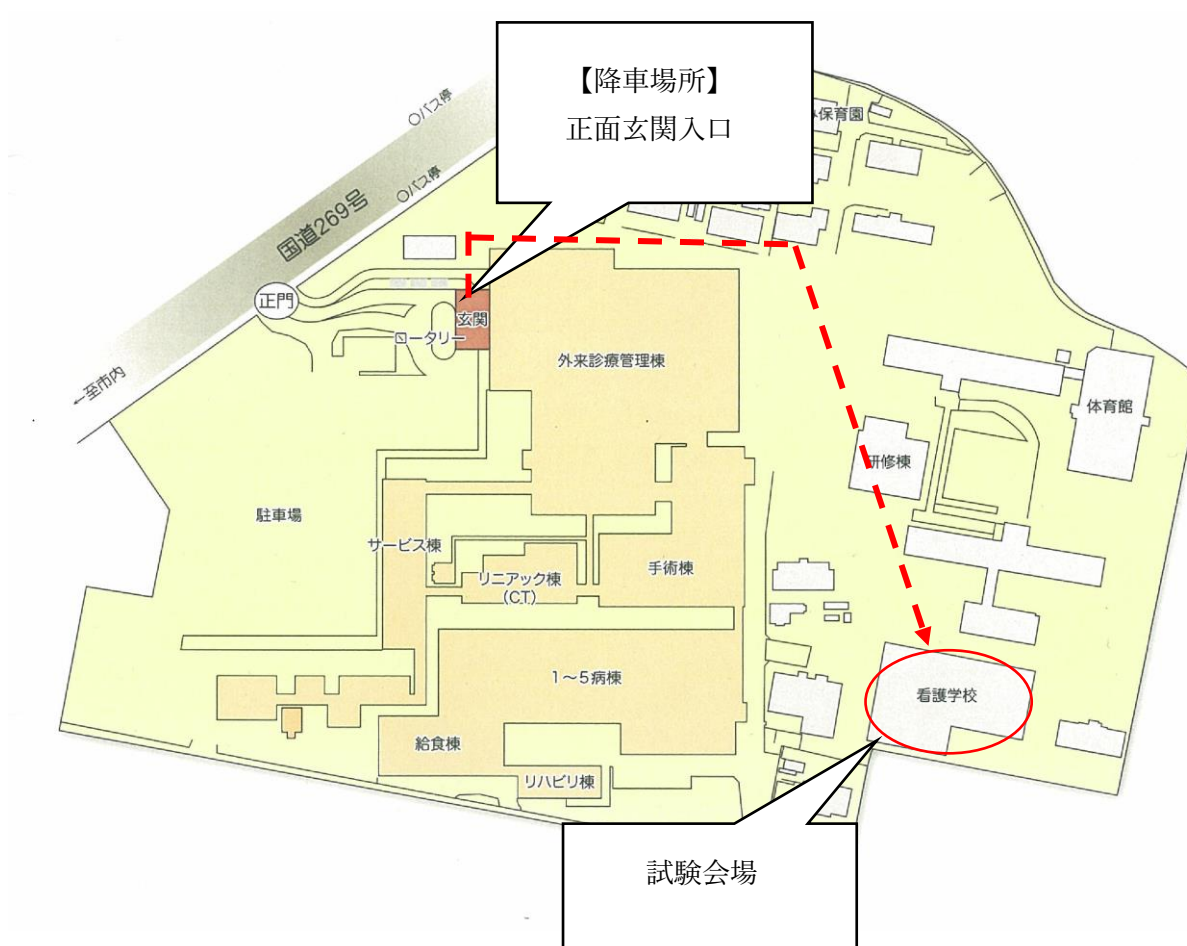 【降車場所】
正面玄関入口
○バス停
○バス停
国道269号
正門
←至市内
保育園
玄関
ロータリー
外来診療管理棟
体育館
研修棟
駐車場
サービス棟
リニアック棟
(CT)
手術棟
1～5病棟
看護学校
給食棟
リハビリ棟
試験会場